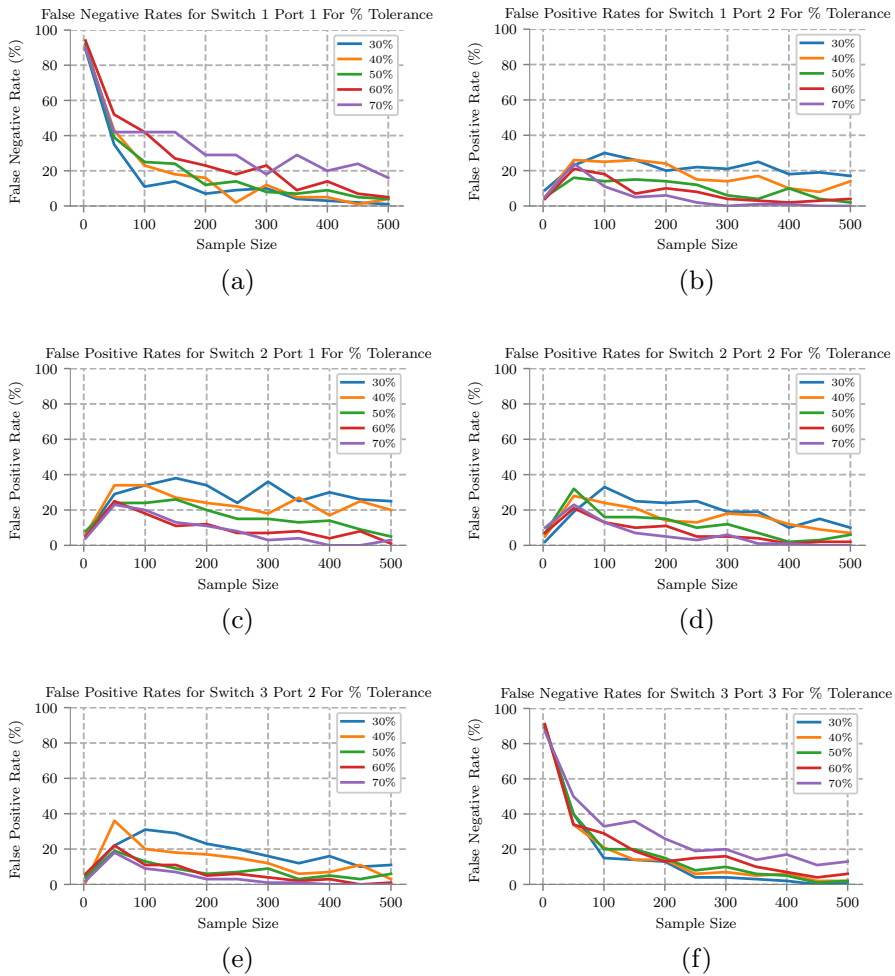 False Negative Rates for Switch 1 Port 1 For % Tolerance
100
80
60
40
20
0
False Negative Rate (%)
0 100 200 300 400 500
Sample Size
30%
40%
50%
60%
70%
(a)
False Positive Rates for Switch 1 Port 2 For % Tolerance
100
80
60
40
20
0
False Positive Rate (%)
0 100 200 300 400 500
Sample Size
30%
40%
50%
60%
70%
(b)
False Positive Rates for Switch 2 Port 1 For % Tolerance
100
80
60
40
20
0
False Positive Rate (%)
0 100 200 300 400 500
Sample Size
30%
40%
50%
60%
70%
(c)
False Positive Rates for Switch 2 Port 2 For % Tolerance
100
80
60
40
20
0
False Positive Rate (%)
0 100 200 300 400 500
Sample Size
30%
40%
50%
60%
70%
(d)
False Positive Rates for Switch 3 Port 2 For % Tolerance
100
80
60
40
20
0
False Positive Rate (%)
0 100 200 300 400 500
Sample Size
30%
40%
50%
60%
70%
(e)
False Negative Rates for Switch 3 Port 3 For % Tolerance
100
80
60
40
20
0
False Negative Rate (%)
0 100 200 300 400 500
Sample Size
30%
40%
50%
60%
70%
(f)